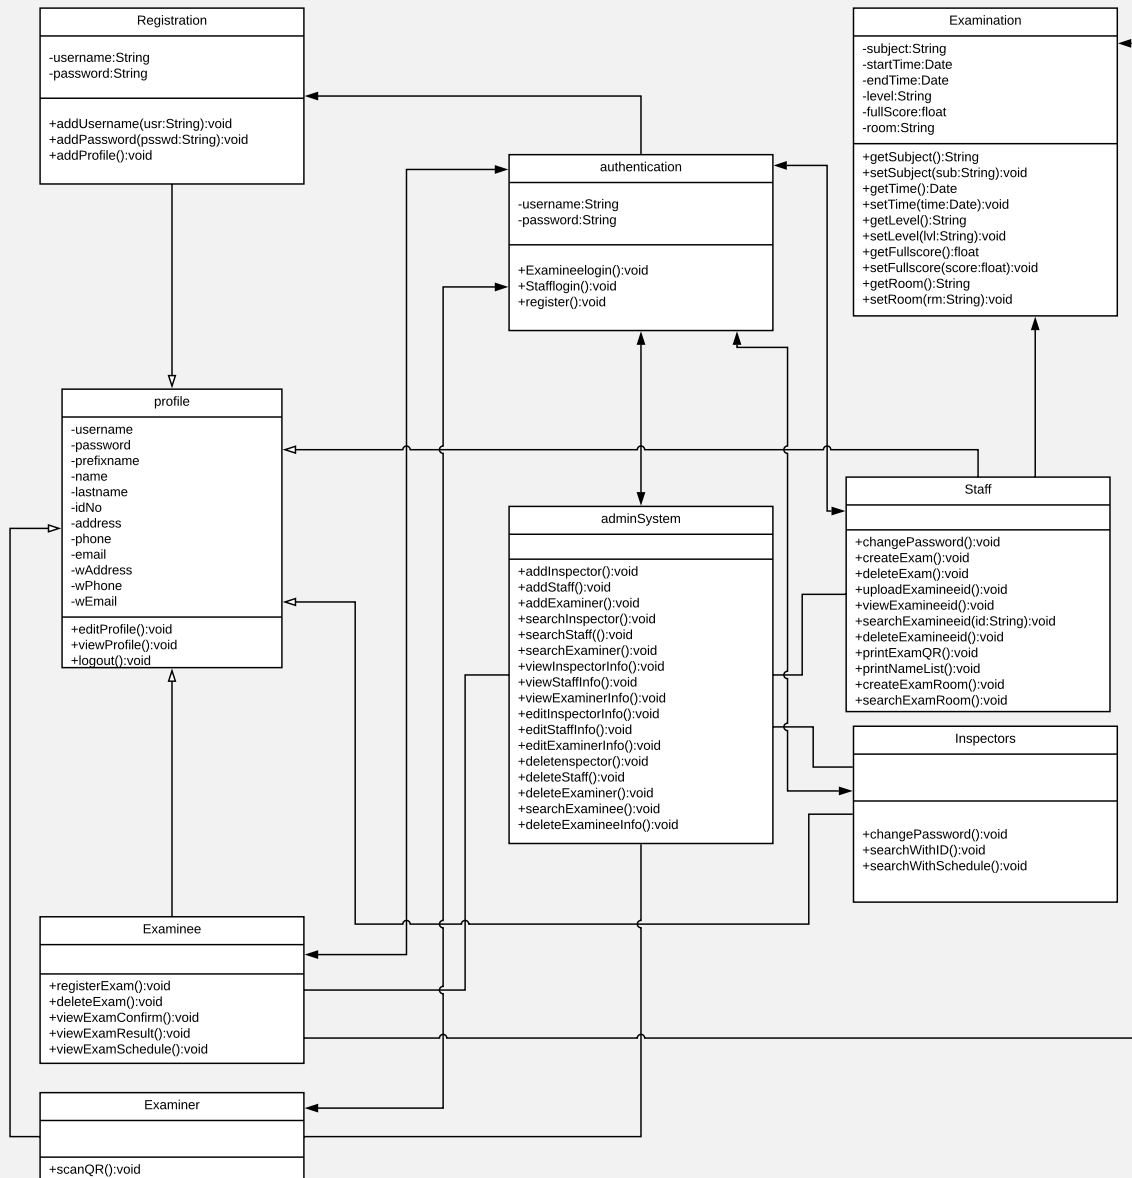 Registration
-username:String
-password:String
+addUsername(usr:String):void
+addPassword(psswd:String):void
+addProfile():void
Examination
-subject:String
-startTime:Date
-endTime:Date
-level:String
-fullScore:float
-room:String
+getSubject():String
+setSubject(sub:String):void
+getTime():Date
+setTime(time:Date):void
+getLevel():String
+setLevel(lvl:String):void
+getFullscore():float
+setFullscore(score:float):void
+getRoom():String
+setRoom(rm:String):void
authentication
-username:String
-password:String
+Examineelogin():void
+Stafflogin():void
+register():void
profile
-username
-password
-prefixname
-name
-lastname
-idNo
-address
-phone
-email
-wAddress
-wPhone
-wEmail
+editProfile():void
+viewProfile():void
+logout():void
adminSystem
+addInspector():void
+addStaff():void
+addExaminer():void
+searchInspector():void
+searchStaff(():void
+searchExaminer():void
+viewInspectorInfo():void
+viewStaffInfo():void
+viewExaminerInfo():void
+editInspectorInfo():void
+editStaffInfo():void
+editExaminerInfo():void
+deletenspector():void
+deleteStaff():void
+deleteExaminer():void
+searchExaminee():void
+deleteExamineeInfo():void
Staff
+changePassword():void
+createExam():void
+deleteExam():void
+uploadExamineeid():void
+viewExamineeid():void
+searchExamineeid(id:String):void
+deleteExamineeid():void
+printExamQR():void
+printNameList():void
+createExamRoom():void
+searchExamRoom():void
Inspectors
+changePassword():void
+searchWithID():void
+searchWithSchedule():void
Examinee
+registerExam():void
+deleteExam():void
+viewExamConfirm():void
+viewExamResult():void
+viewExamSchedule():void
Examiner
+scanQR():void